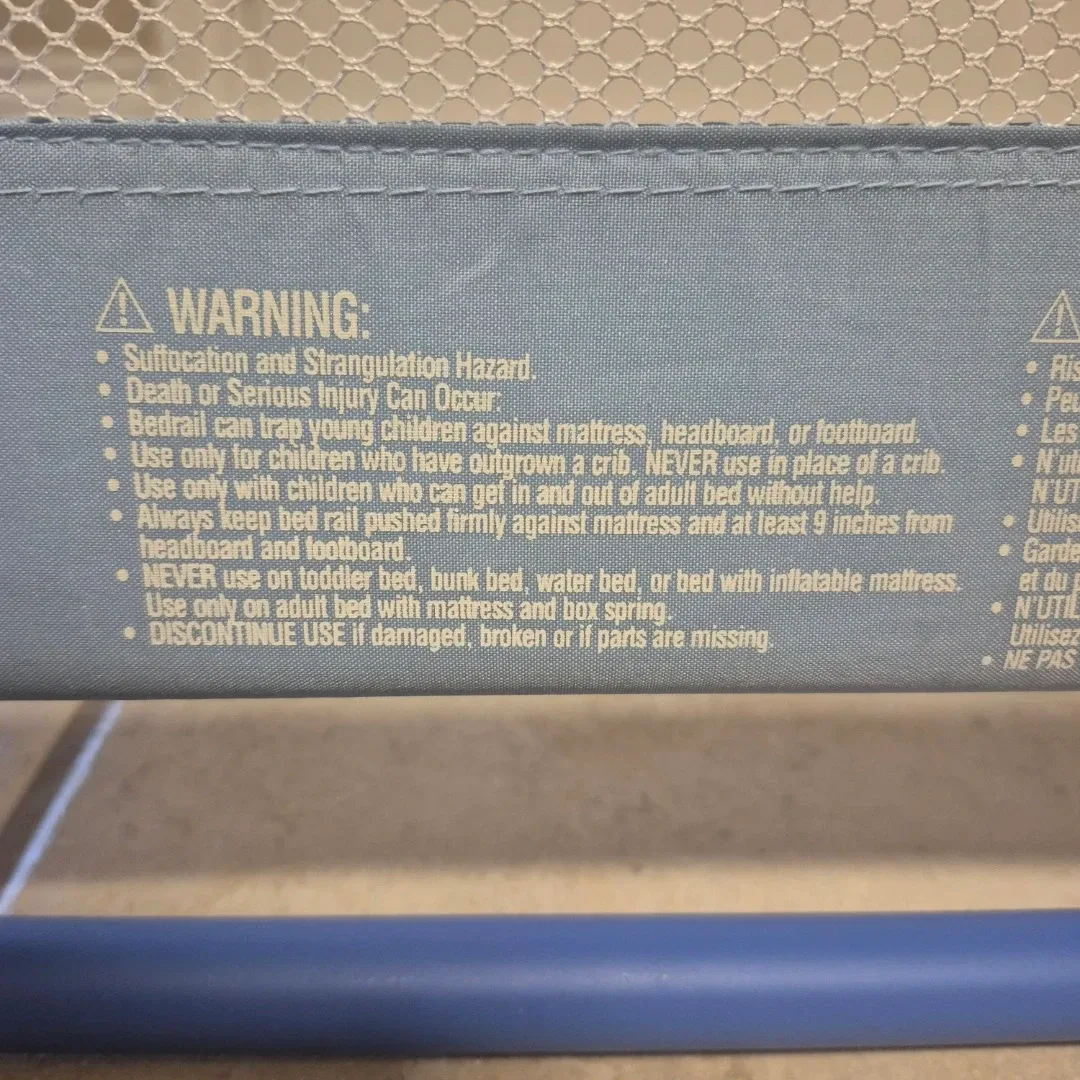 ⚠ WARNING:
• Suffocation and Strangulation Hazard.
• Death or Serious Injury Can Occur:
• Bedrail can trap young children against mattress, headboard, or footboard.
• Use only for children who have outgrown a crib. NEVER use in place of a crib.
• Use only with children who can get in and out of adult bed without help.
• Always keep bed rail pushed firmly against mattress and at least 9 inches from
headboard and footboard.
• NEVER use on toddler bed, bunk bed, water bed, or bed with inflatable mattress.
Use only on adult bed with mattress and box spring.
• DISCONTINUE USE if damaged, broken or if parts are missing.
⚠
• Ris
• Peu
• Les
• N'uti
N'UT
• Utilis
• Garde
et du p
• N'UTIL
Utilisez
• NE PAS